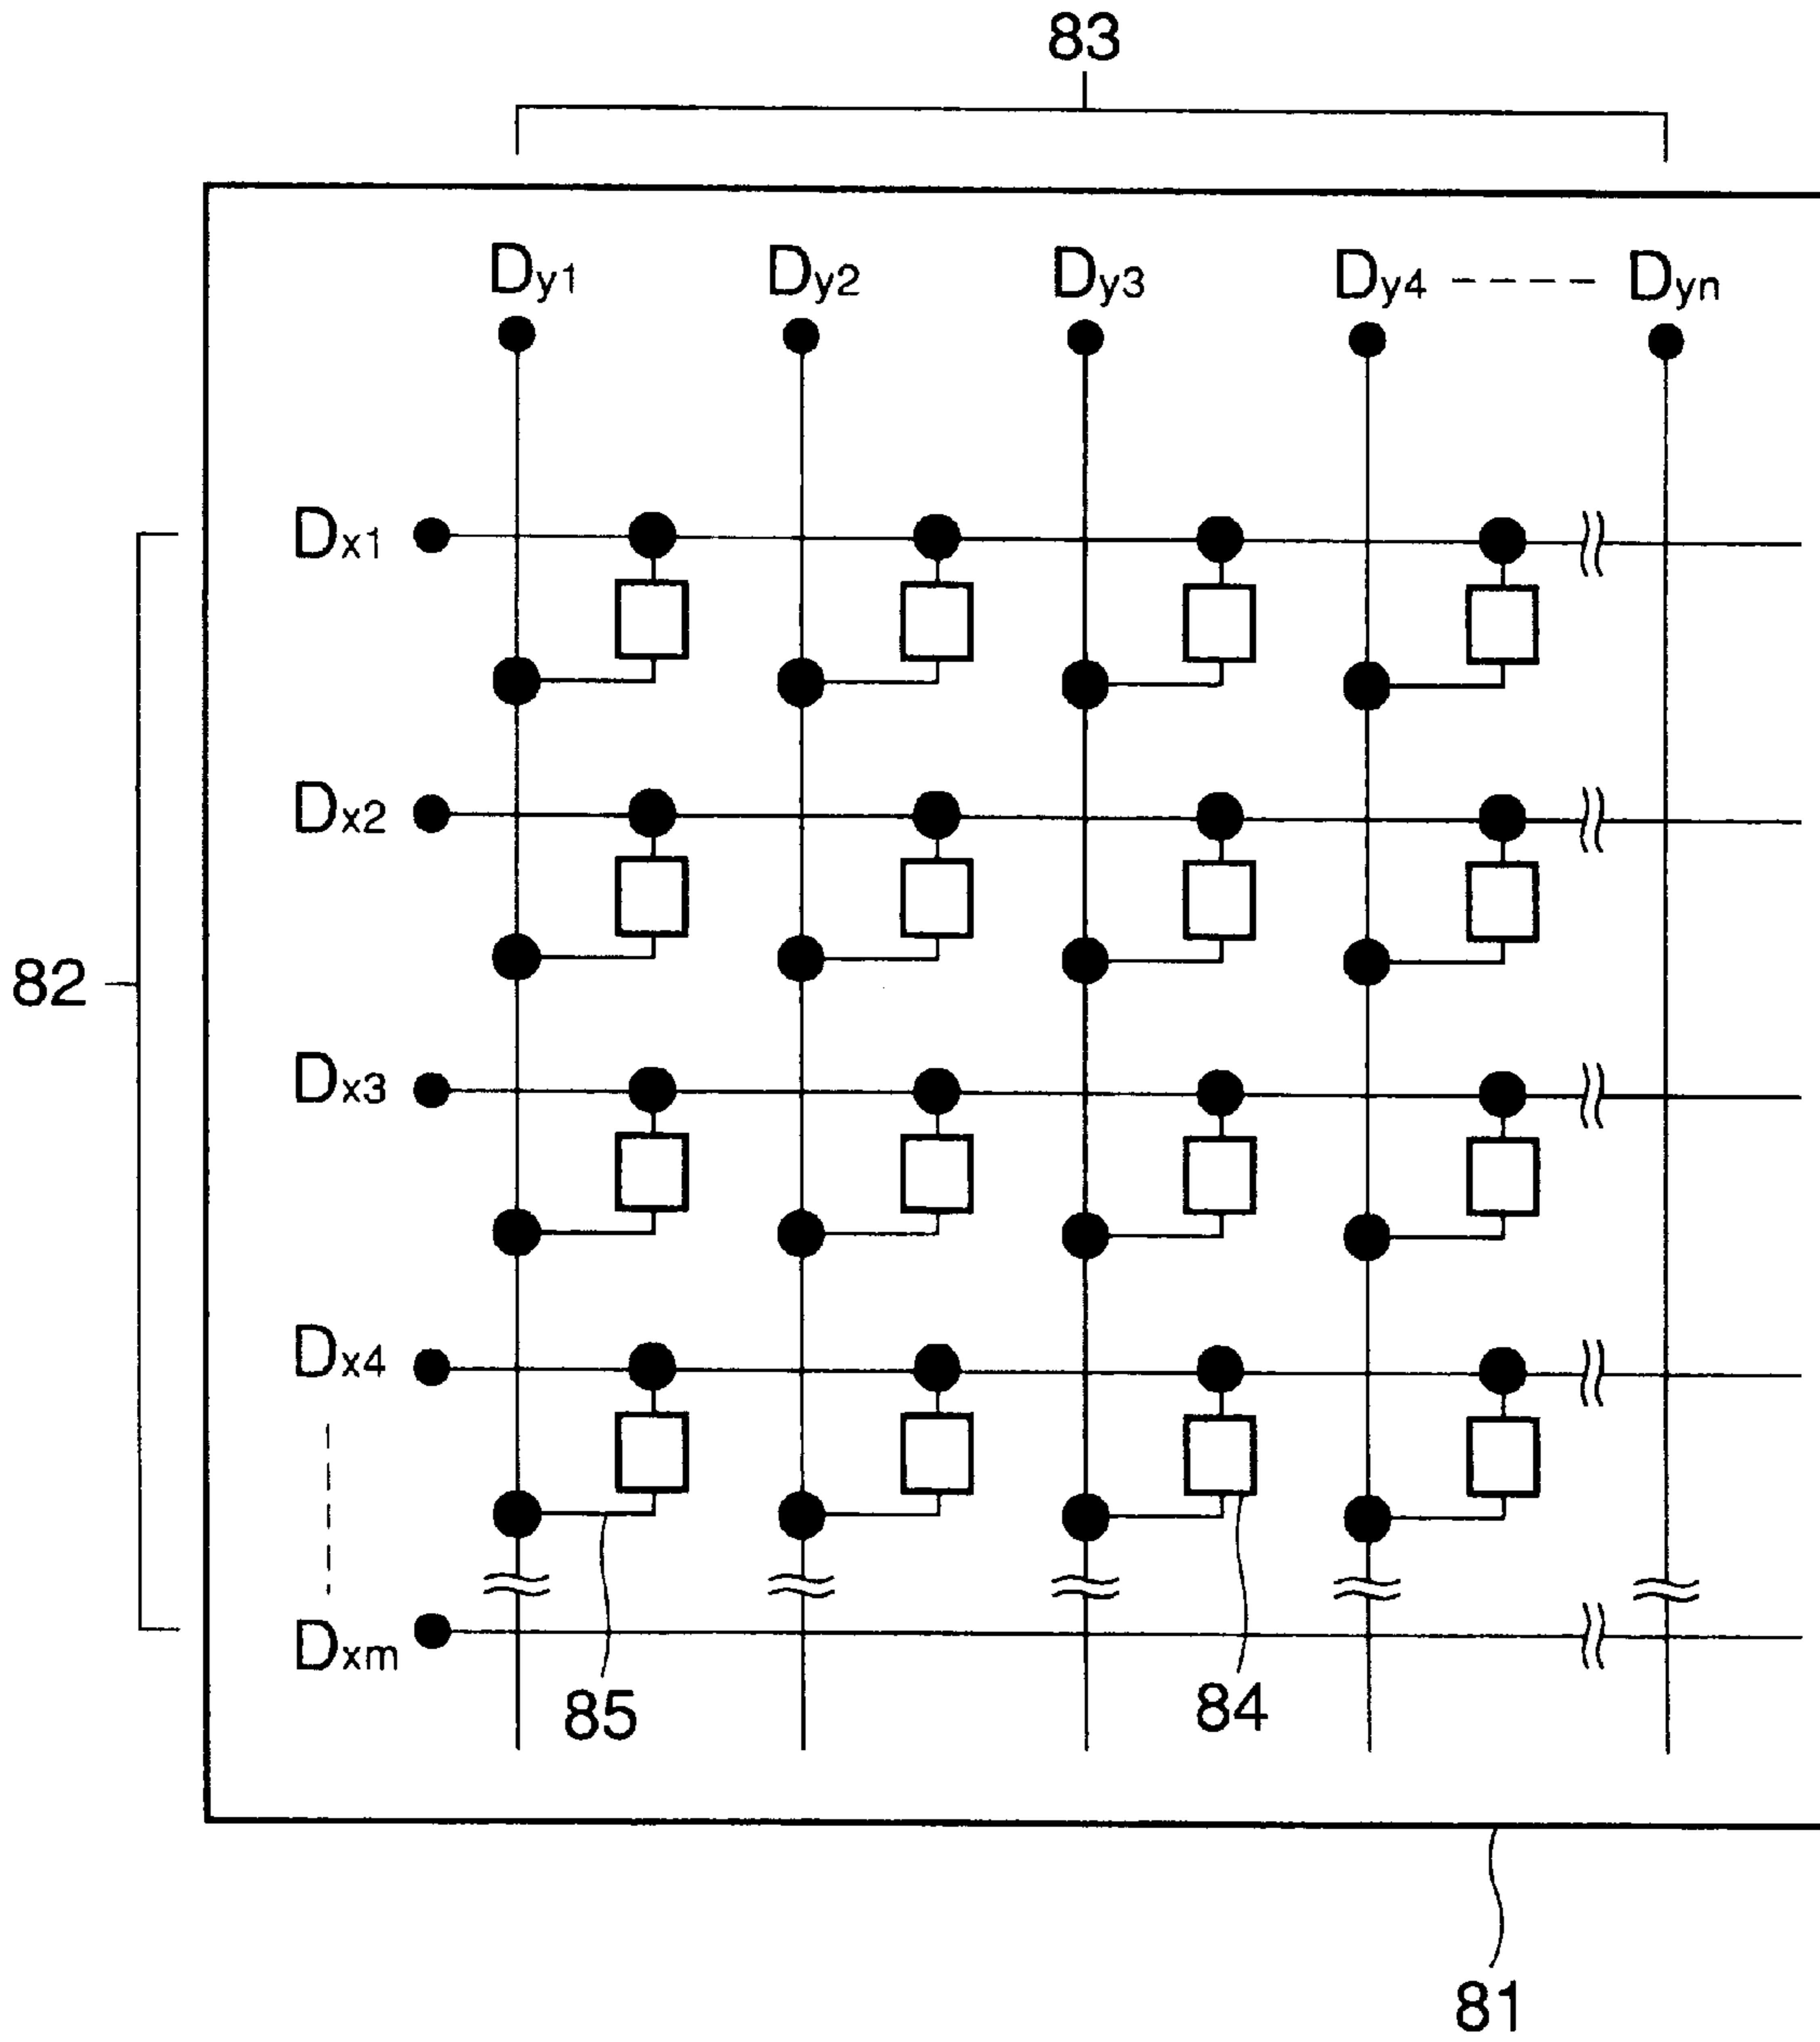 83
Dy1 Dy2 Dy3 Dy4 ----- Dyn
Dx1
Dx2
82
Dx3
Dx4
Dxm
85 84
81